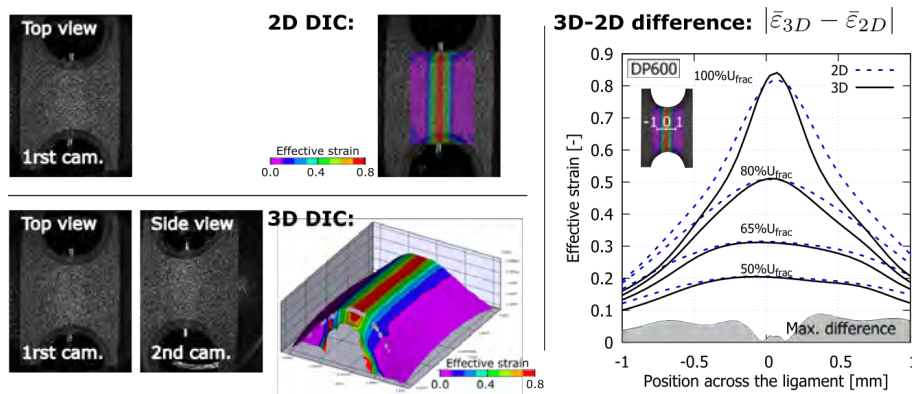 Top view
1rst cam.
2D DIC:
Effective strain
0.0 0.4 0.8
Top view
1rst cam.
Side view
2nd cam.
3D DIC:
Effective strain
0.0 0.4 0.8
3D-2D difference: |ε̄3D − ε̄2D|
DP600
100%Ufrac
2D
3D
-1 0 1
80%Ufrac
65%Ufrac
50%Ufrac
Max. difference
Effective strain [-]
0.9
0.8
0.7
0.6
0.5
0.4
0.3
0.2
0.1
0
-1 -0.5 0 0.5 1
Position across the ligament [mm]